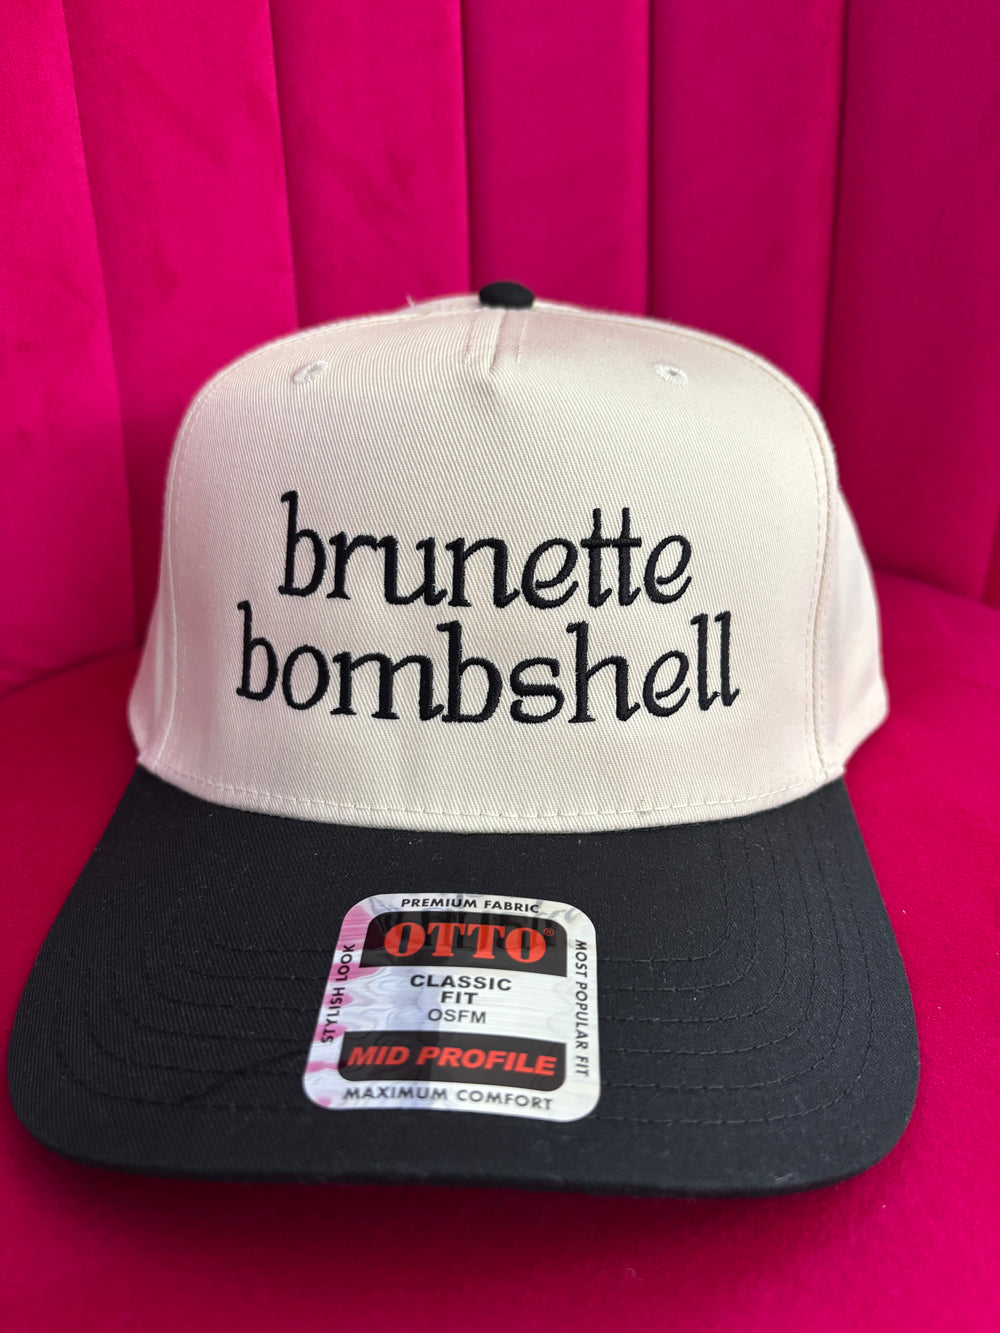 brunette
bombshell
PREMIUM FABRIC
OTTO®
STYLISH LOOK
CLASSIC
FIT
OSFM
MOST POPULAR FIT
MID PROFILE
MAXIMUM COMFORT